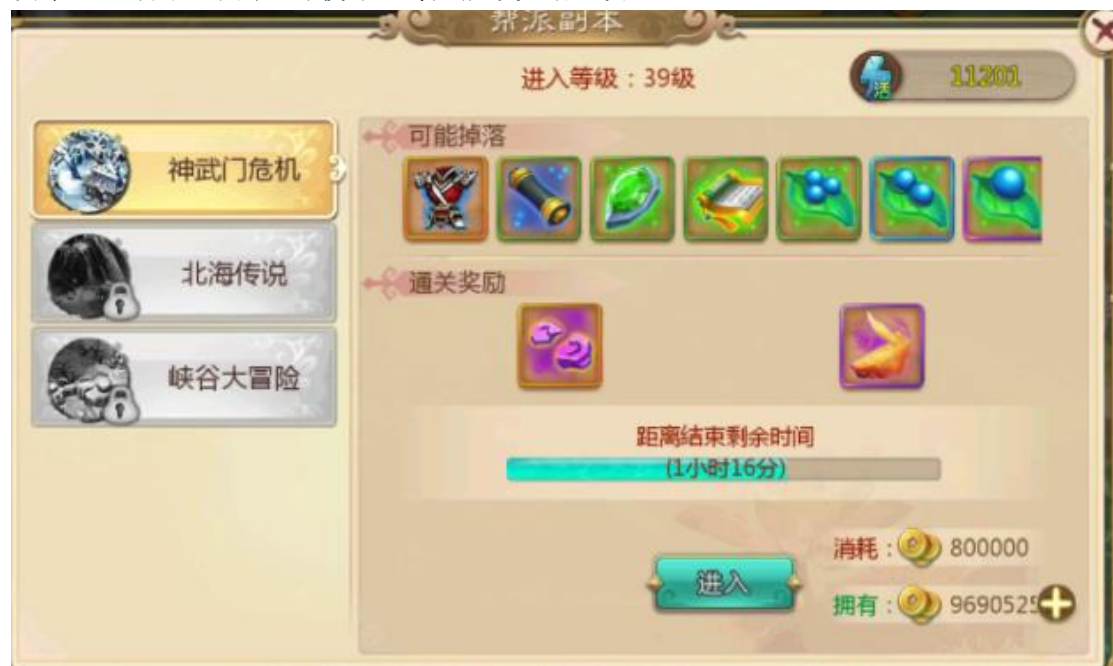 帮派副本
进入等级：39级
活
11201
神武门危机
北海传说
峡谷大冒险
可能掉落
通关奖励
距离结束剩余时间
(1小时16分)
进入
消耗：800000
拥有：9690525